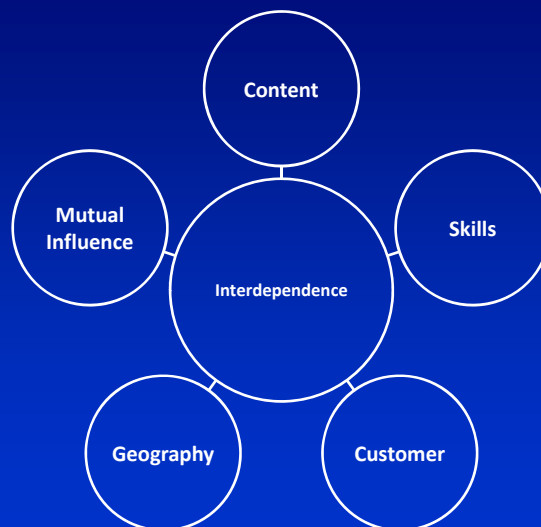 Content
Mutual
Influence
Skills
Interdependence
Geography
Customer